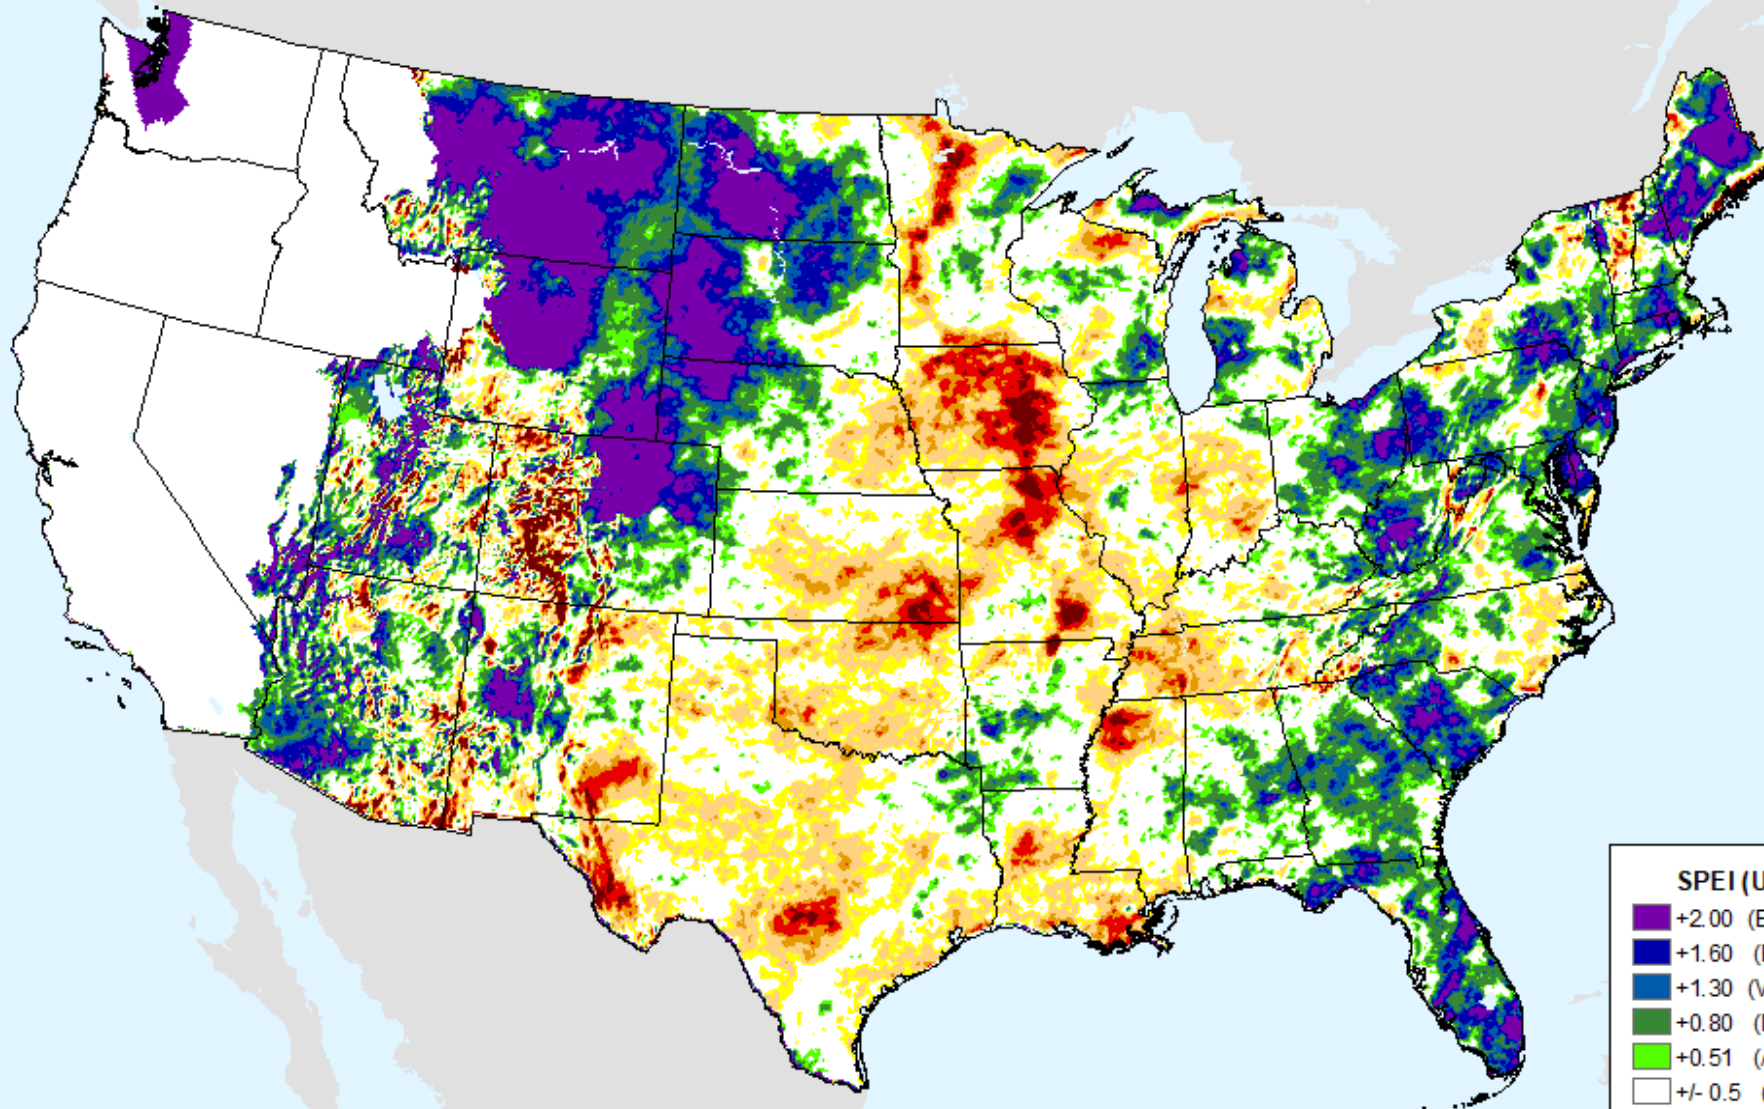 SPEI (U
+2.00 (E
+1.60 (
+1.30 (V
+0.80 (
+0.51 (
+/- 0.5 (